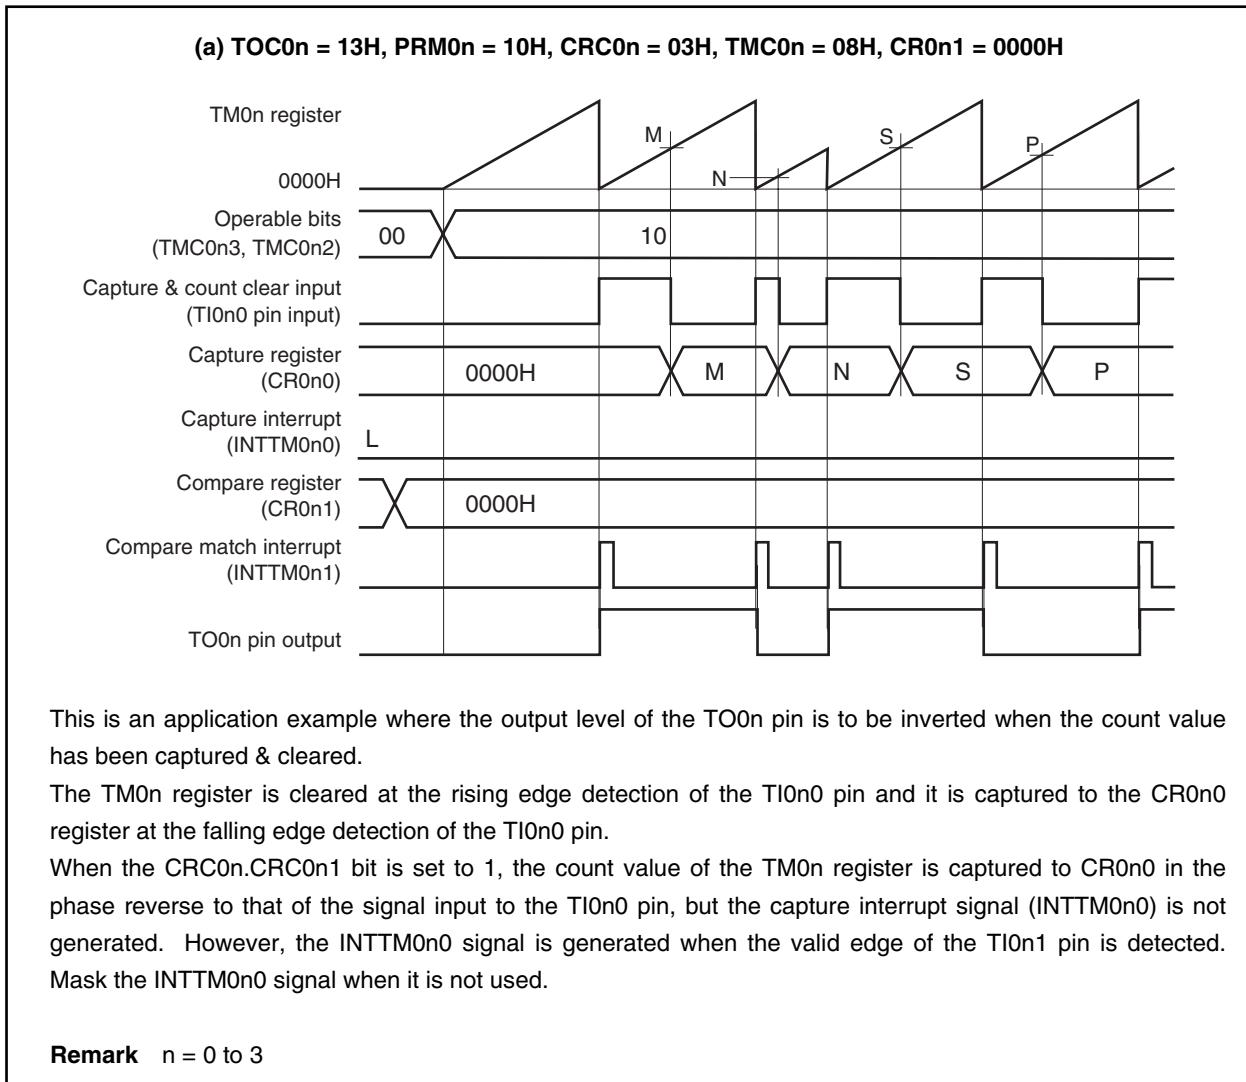 (a) TOC0n = 13H, PRM0n = 10H, CRC0n = 03H, TMC0n = 08H, CR0n1 = 0000H
TM0n register
M
S
P
N
0000H
Operable bits
(TMC0n3, TMC0n2)
00
10
Capture & count clear input
(TI0n0 pin input)
Capture register
(CR0n0)
0000H
M
N
S
P
Capture interrupt
(INTTM0n0)
L
Compare register
(CR0n1)
0000H
Compare match interrupt
(INTTM0n1)
TO0n pin output
This is an application example where the output level of the TO0n pin is to be inverted when the count value
has been captured & cleared.
The TM0n register is cleared at the rising edge detection of the TI0n0 pin and it is captured to the CR0n0
register at the falling edge detection of the TI0n0 pin.
When the CRC0n.CRC0n1 bit is set to 1, the count value of the TM0n register is captured to CR0n0 in the
phase reverse to that of the signal input to the TI0n0 pin, but the capture interrupt signal (INTTM0n0) is not
generated. However, the INTTM0n0 signal is generated when the valid edge of the TI0n1 pin is detected.
Mask the INTTM0n0 signal when it is not used.
Remark n = 0 to 3